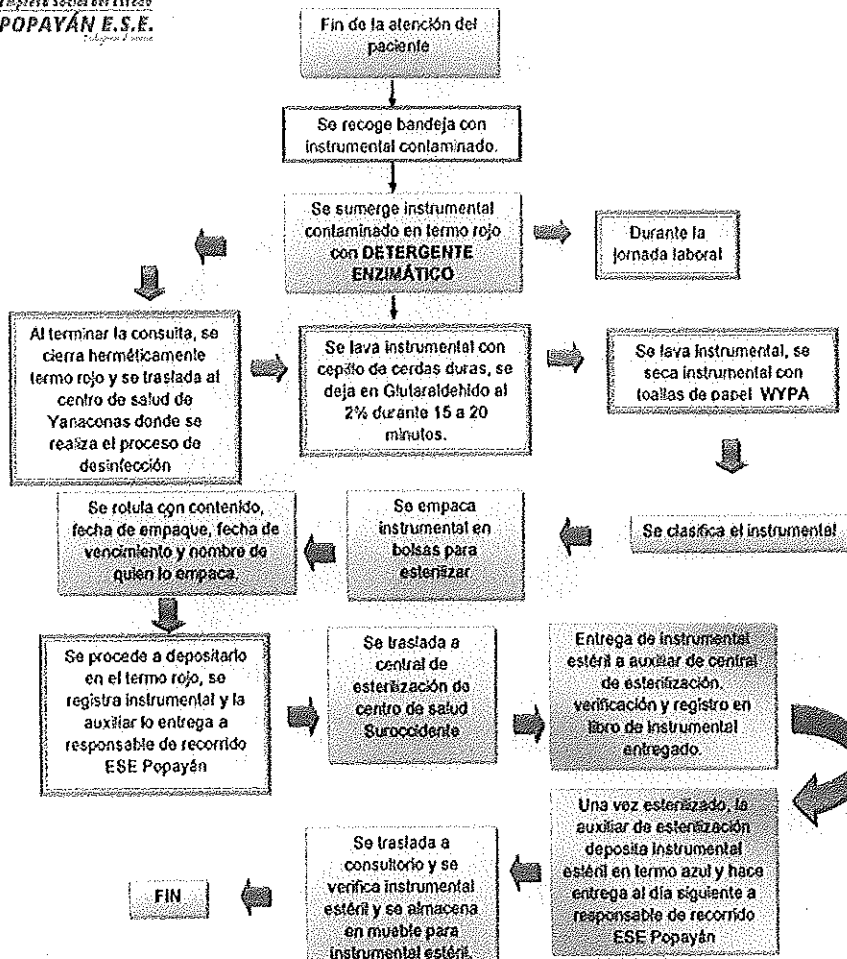 Empresa Social del Estado
POPAYÁN E.S.E.
Fin de la atención del
paciente
Se recoge bandeja con
instrumental contaminado.
Se sumerge instrumental
contaminado en termo rojo
con DETERGENTE
ENZIMÁTICO
Durante la
jornada laboral
Al terminar la consulta, se
cierra herméticamente
termo rojo y se traslada al
centro de salud de
Yanaconas donde se
realiza el proceso de
desinfección
Se lava instrumental con
cepillo de cerdas duras, se
deja en Glutaraldehido al
2% durante 15 a 20
minutos.
Se lava instrumental, se
seca instrumental con
toallas de papel WYPA
Se clasifica el instrumental
Se empaca
instrumental en
bolsas para
esterilizar
Se rotula con contenido,
fecha de empaque, fecha de
vencimiento y nombre de
quien lo empaca.
Se procede a depositarlo
en el termo rojo, se
registra instrumental y la
auxiliar lo entrega a
responsable de recorrido
ESE Popayán
Se traslada a
central de
esterilización de
centro de salud
Suroccidente
Entrega de instrumental
estéril a auxiliar de central
de esterilización,
verificación y registro en
libro de instrumental
entregado.
Una vez esterilizado, la
auxiliar de esterilización
deposita instrumental
estéril en termo azul y hace
entrega al día siguiente a
responsable de recorrido
ESE Popayán
Se traslada a
consultorio y se
verifica instrumental
estéril y se almacena
en mueble para
instrumental estéril.
FIN